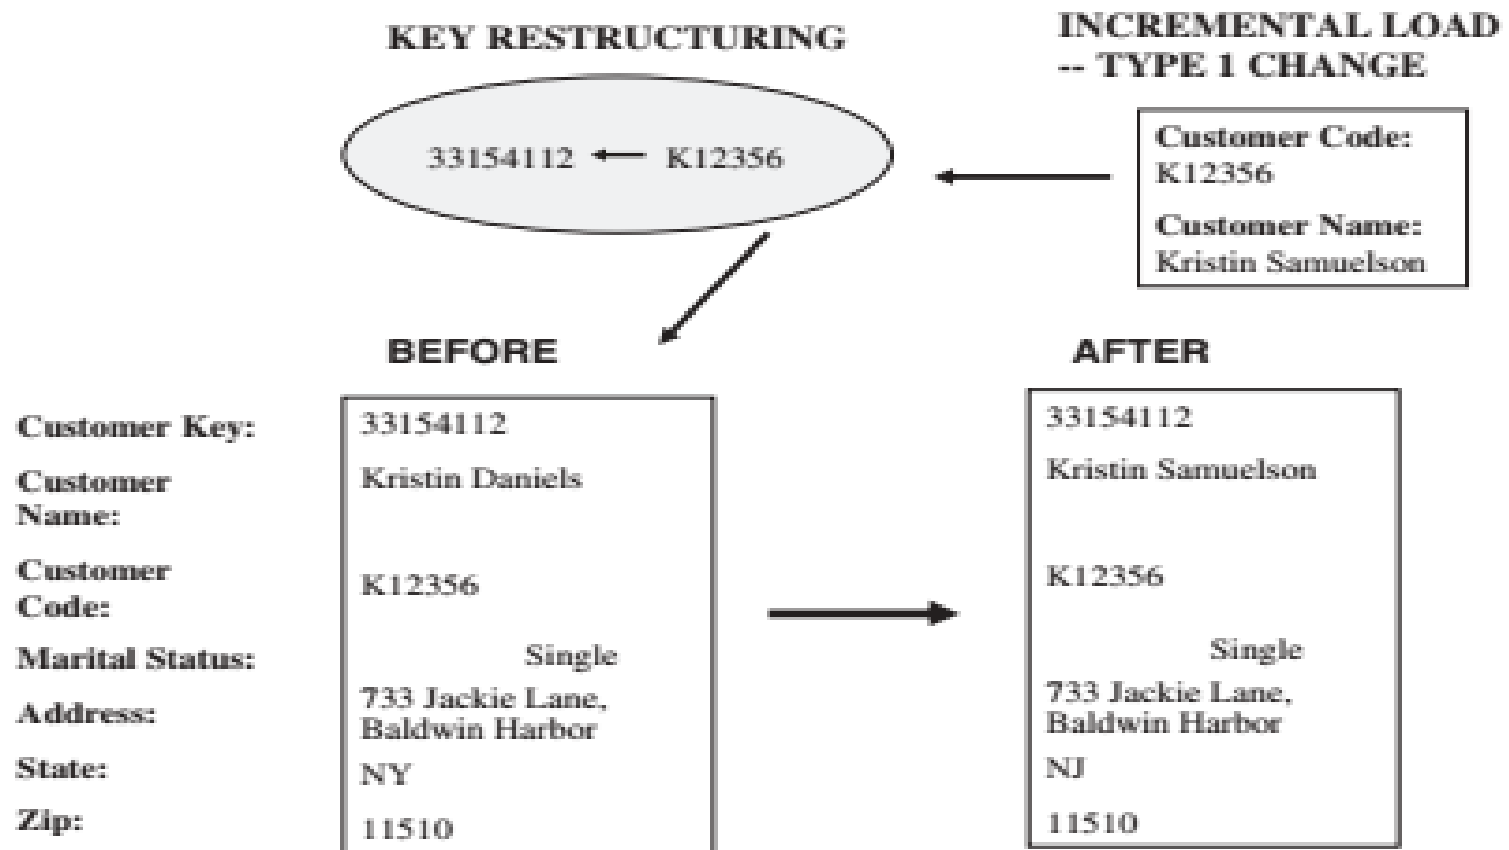 KEY RESTRUCTURING
INCREMENTAL LOAD
-- TYPE 1 CHANGE
33154112 K12356
Customer Code:
K12356
Customer Name:
Kristin Samuelson
BEFORE
AFTER
Customer Key:
33154112
33154112
Customer
Name:
Kristin Daniels
Kristin Samuelson
Customer
Code:
K12356
K12356
Marital Status:
Single
Single
Address:
733 Jackie Lane,
Baldwin Harbor
733 Jackie Lane,
Baldwin Harbor
State:
NY
NJ
Zip:
11510
11510